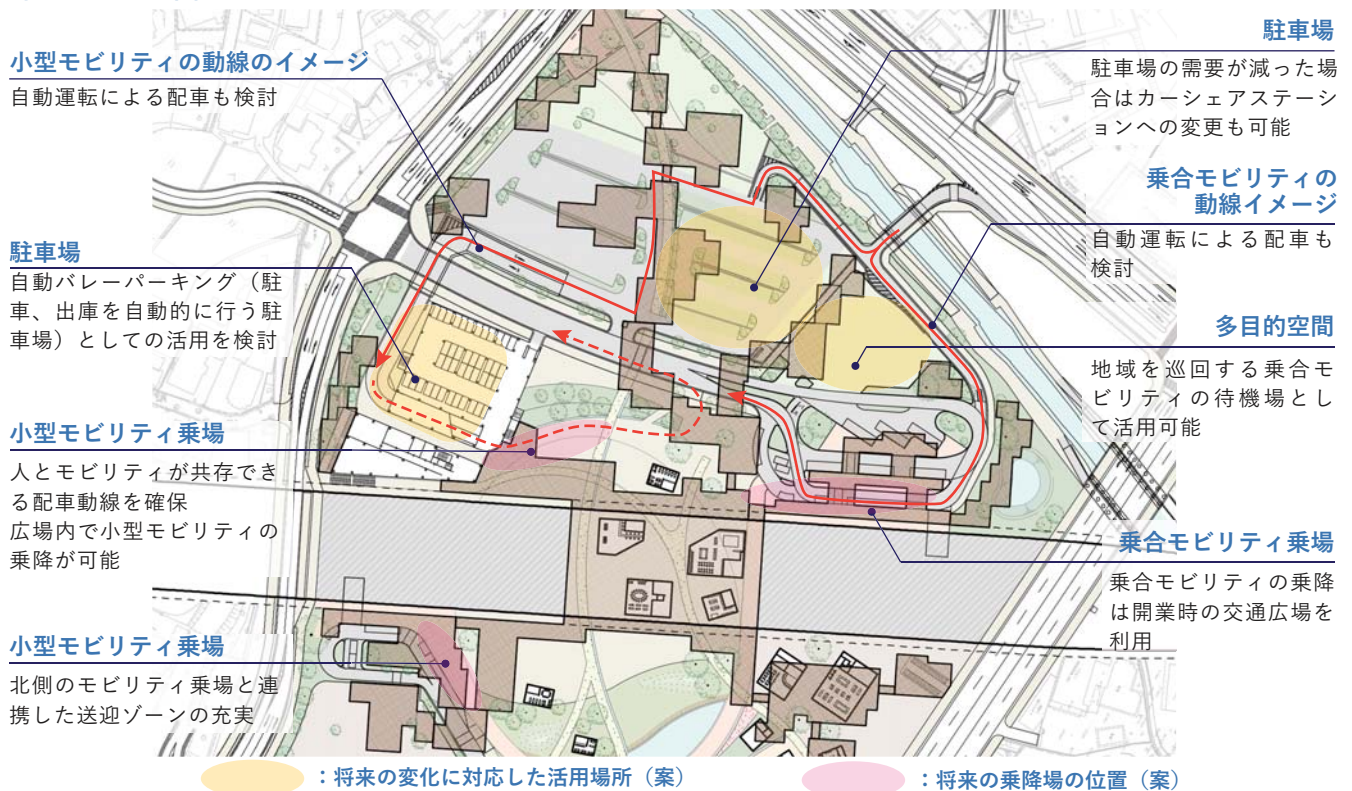 小型モビリティの動線のイメージ
自動運転による配車も検討
駐車場
自動バレーパーキング（駐
車、出庫を自動的に行う駐
車場）としての活用を検討
小型モビリティ乗場
人とモビリティが共存でき
る配車動線を確保
広場内で小型モビリティの
乗降が可能
小型モビリティ乗場
北側のモビリティ乗場と連
携した送迎ゾーンの充実
駐車場
駐車場の需要が減った場
合はカーシェアステーシ
ョンへの変更も可能
乗合モビリティの
動線イメージ
自動運転による配車も
検討
多目的空間
地域を巡回する乗合モ
ビリティの待機場とし
て活用可能
乗合モビリティ乗場
乗合モビリティの乗降
は開業時の交通広場を
利用
：将来の変化に対応した活用場所（案）
：将来の乗降場の位置（案）